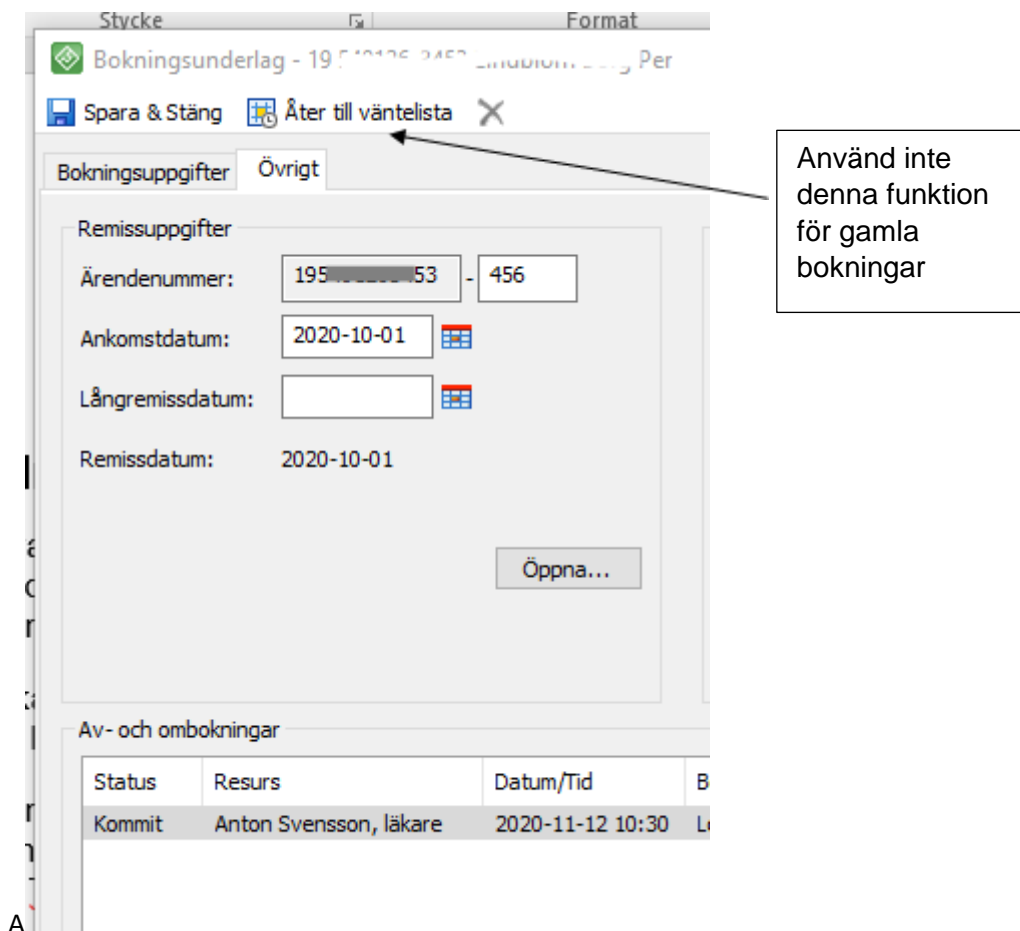 Stycke Format
Bokningsunderlag - 19 Per
Spara & Stäng Åter till väntelista
Bokningsuppgifter Övrigt
Använd inte
denna funktion
för gamla
bokningar
Remissuppgifter
Ärendenummer: 195 53 - 456
Ankomstdatum: 2020-10-01
Långremissdatum:
Remissdatum: 2020-10-01
Öppna...
Av- och ombokningar
Status Resurs Datum/Tid B
Kommit Anton Svensson, läkare 2020-11-12 10:30
A